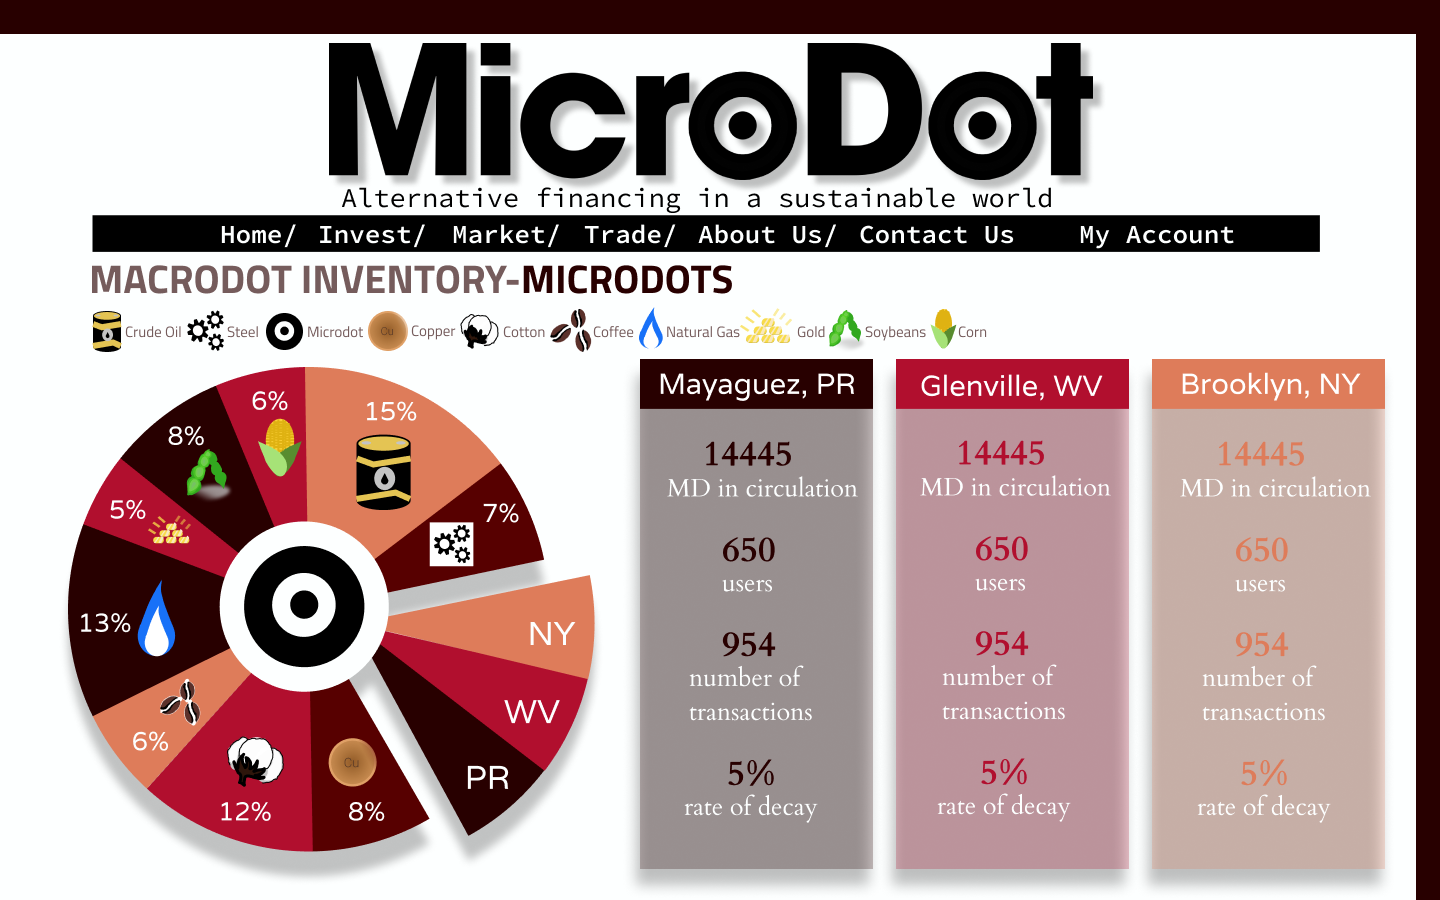 MicroDot
Alternative financing in a sustainable world
Home/ Invest/ Market/ Trade/ About Us/ Contact Us My Account
MACRODOT INVENTORY-MICRODOTS
Crude Oil Steel Microdot Cu Copper Cotton Coffee Natural Gas Gold Soybeans Corn
6%
15%
8%
5%
7%
13%
NY
WV
6%
PR
Cu
12%
8%
Mayaguez, PR
14445
MD in circulation
650
users
954
number of
transactions
5%
rate of decay
Glenville, WV
14445
MD in circulation
650
users
954
number of
transactions
5%
rate of decay
Brooklyn, NY
14445
MD in circulation
650
users
954
number of
transactions
5%
rate of decay